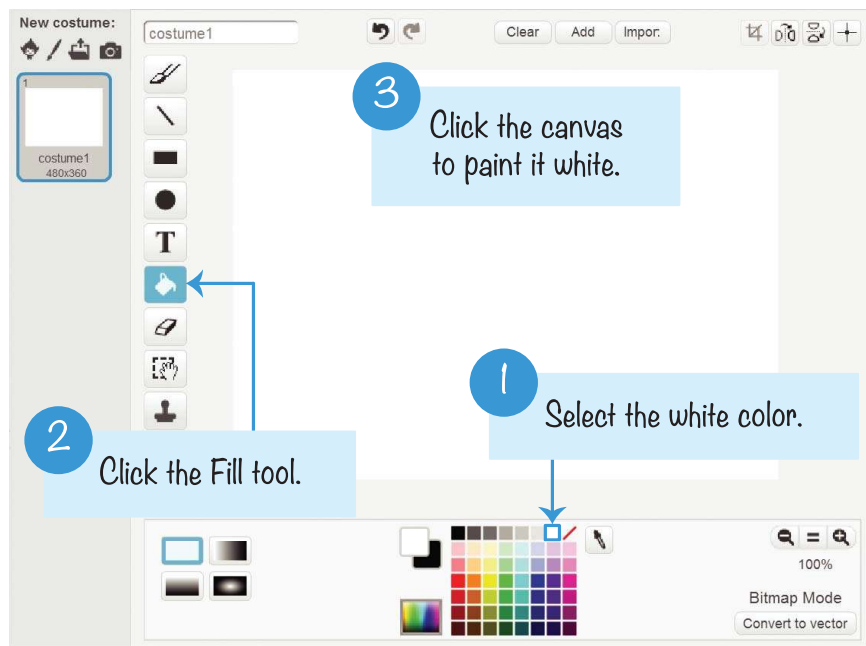 New costume:
costume1
Clear
Add
Impor:
1
costume1
480x360
3
Click the canvas
to paint it white.
T
1
Select the white color.
2
Click the Fill tool.
100%
Bitmap Mode
Convert to vector